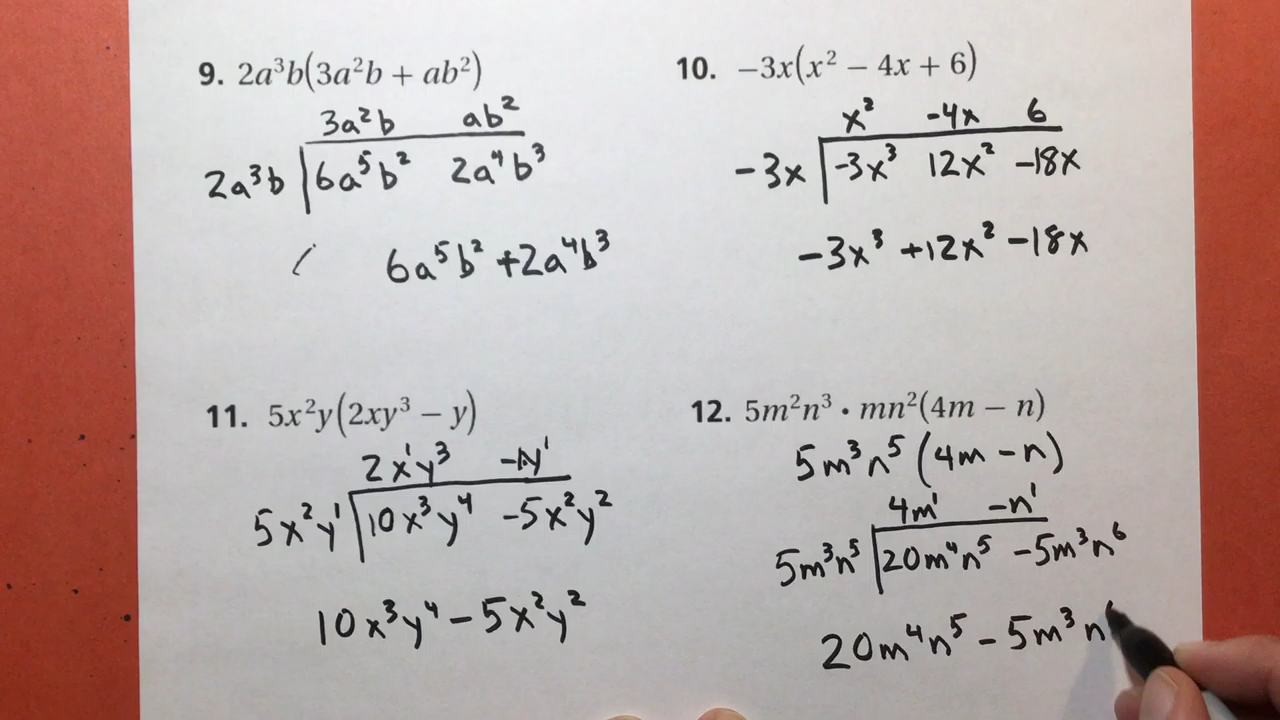 9. 2a³b(3a²b + ab²)
3a²b ab²
2a³b 6a⁵b² 2a⁴b³
6a⁵b² +2a⁴b³
10. −3x(x² − 4x + 6)
x² -4x 6
-3x -3x³ 12x² -18x
-3x³ +12x² -18x
11. 5x²y(2xy³ − y)
2x¹y³ -1y¹
5x²y¹ 10x³y⁴ -5x²y²
10x³y⁴ - 5x²y²
12. 5m²n³ • mn²(4m − n)
5m³n⁵ (4m - n)
4m¹ -n¹
5m³n⁵ 20m⁴n⁵ -5m³n⁶
20m⁴n⁵ - 5m³n